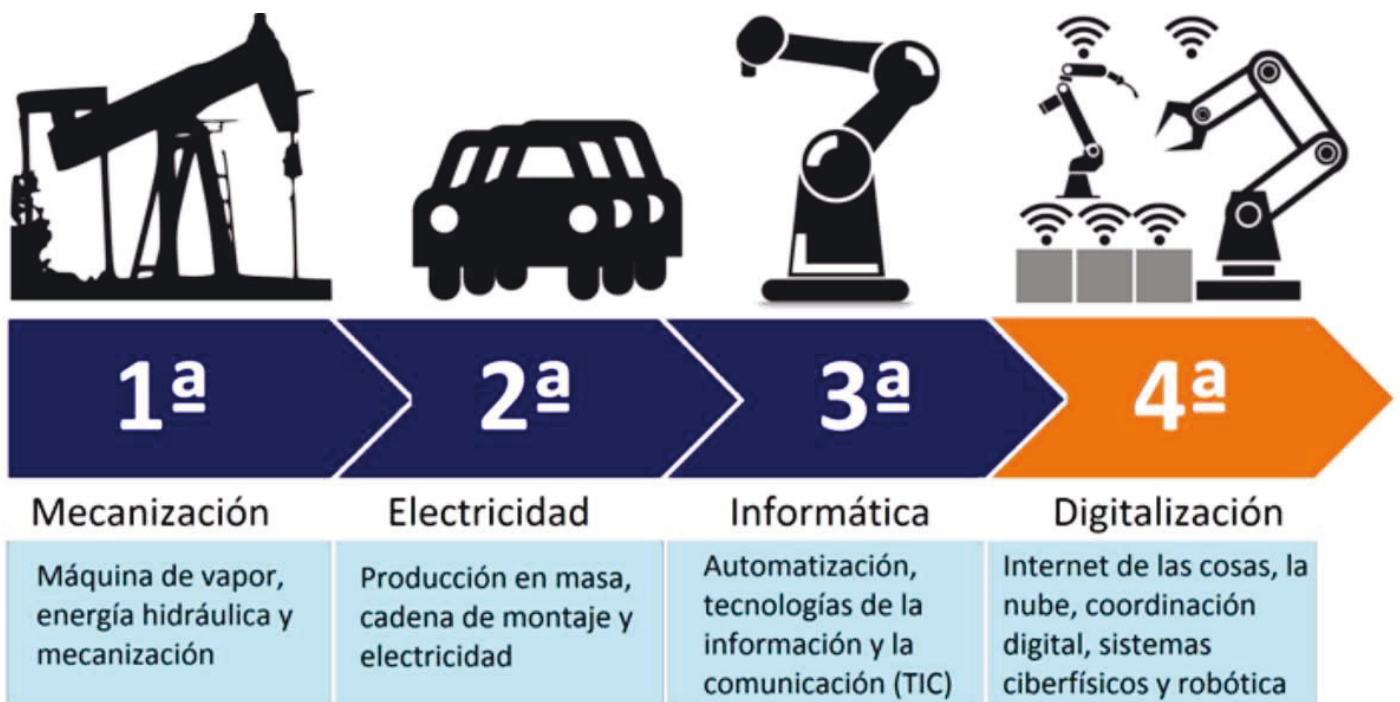 1ª
2ª
3ª
4ª
Mecanización
Electricidad
Informática
Digitalización
Máquina de vapor,
energía hidráulica y
mecanización
Producción en masa,
cadena de montaje y
electricidad
Automatización,
tecnologías de la
información y la
comunicación (TIC)
Internet de las cosas, la
nube, coordinación
digital, sistemas
ciberfísicos y robótica